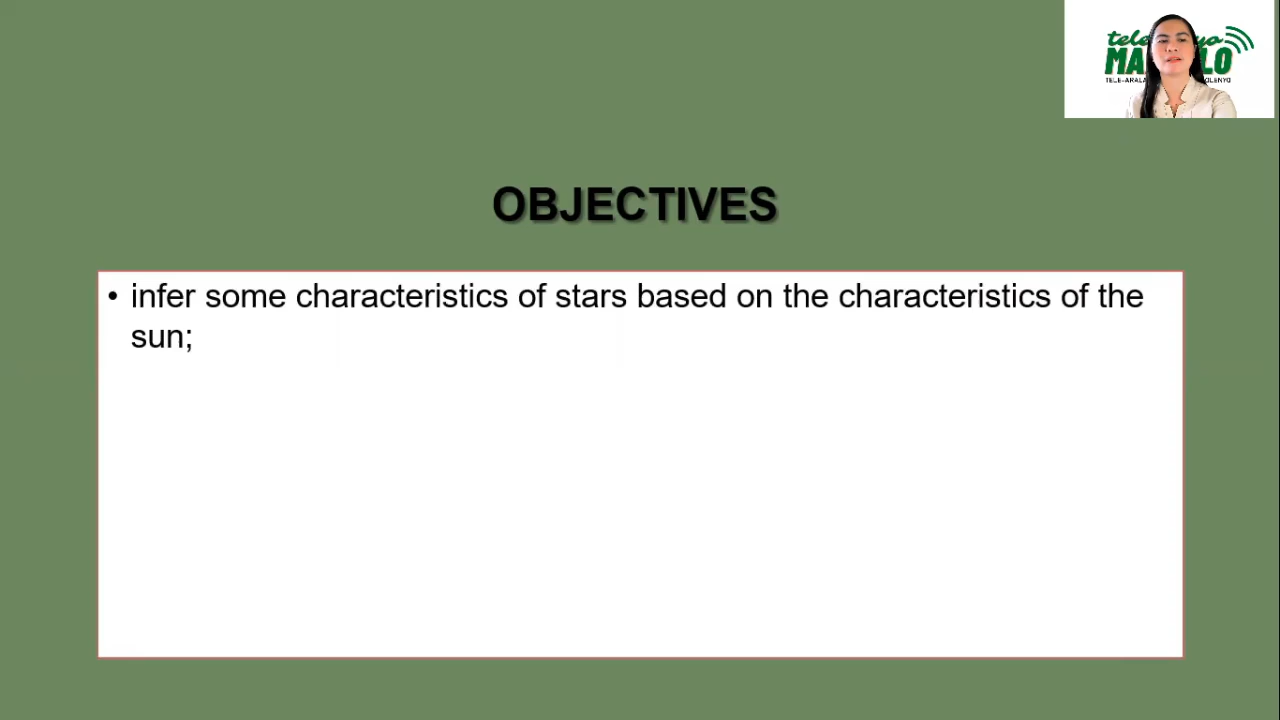 OBJECTIVES
• infer some characteristics of stars based on the characteristics of the
sun;